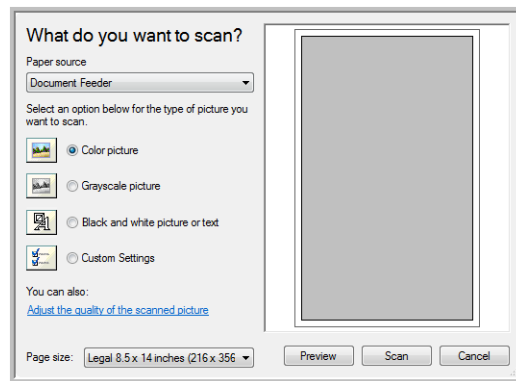 What do you want to scan?
Paper source
Document Feeder
Select an option below for the type of picture you
want to scan.
Color picture
Grayscale picture
Black and white picture or text
Custom Settings
You can also:
Adjust the quality of the scanned picture
Page size:
Legal 8.5 x 14 inches (216 x 356
Preview
Scan
Cancel